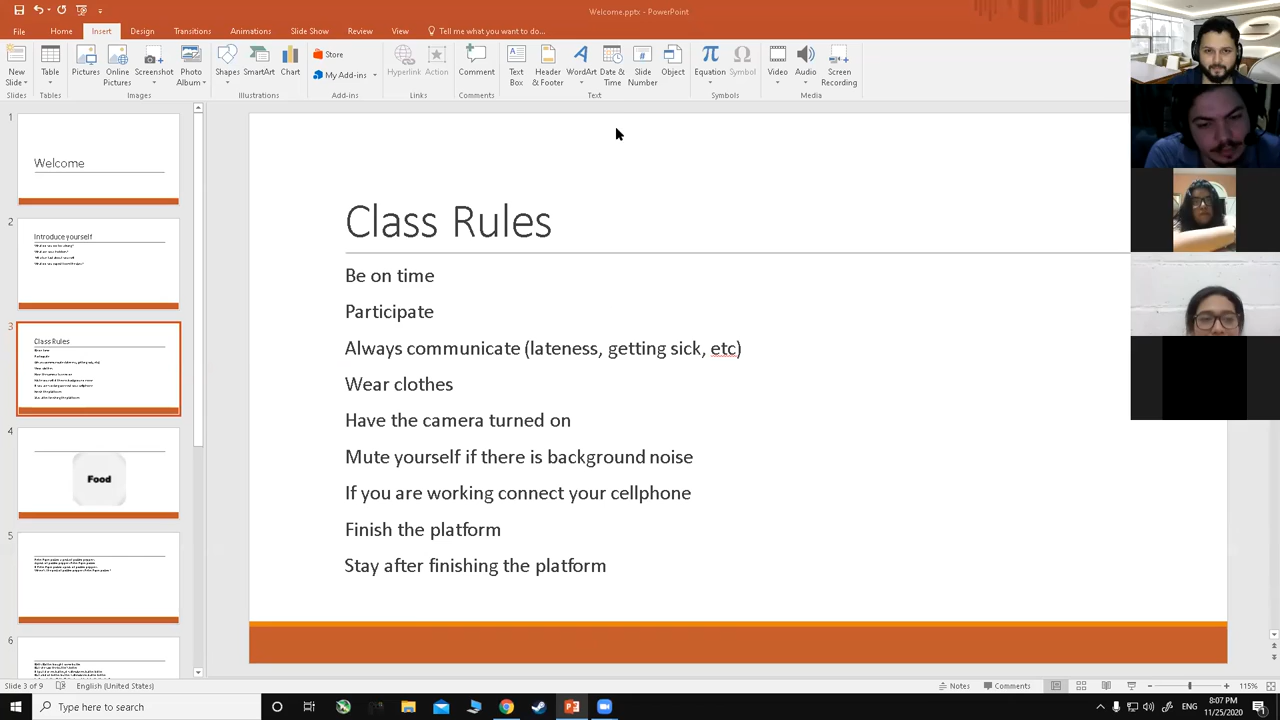 Welcome.pptx - PowerPoint
File Home Insert Design Transitions Animations Slide Show Review View Tell me what you want to do...
New Slide Table Pictures Online Pictures Screenshot Photo Album Shapes SmartArt Chart Store My Add-ins Hyperlink Action Comment Text Box Header & Footer WordArt Date & Time Slide Number Object Equation Symbol Video Audio Screen Recording
Slides Tables Images Illustrations Add-ins Links Comments Text Symbols Media
1
Welcome
2
Introduce yourself
3
Class Rules
4
Food
5
6
Class Rules
Be on time
Participate
Always communicate (lateness, getting sick, etc)
Wear clothes
Have the camera turned on
Mute yourself if there is background noise
If you are working connect your cellphone
Finish the platform
Stay after finishing the platform
Slide 3 of 9 English (United States) Notes Comments 115%
Type here to search
8:07 PM
11/25/2020